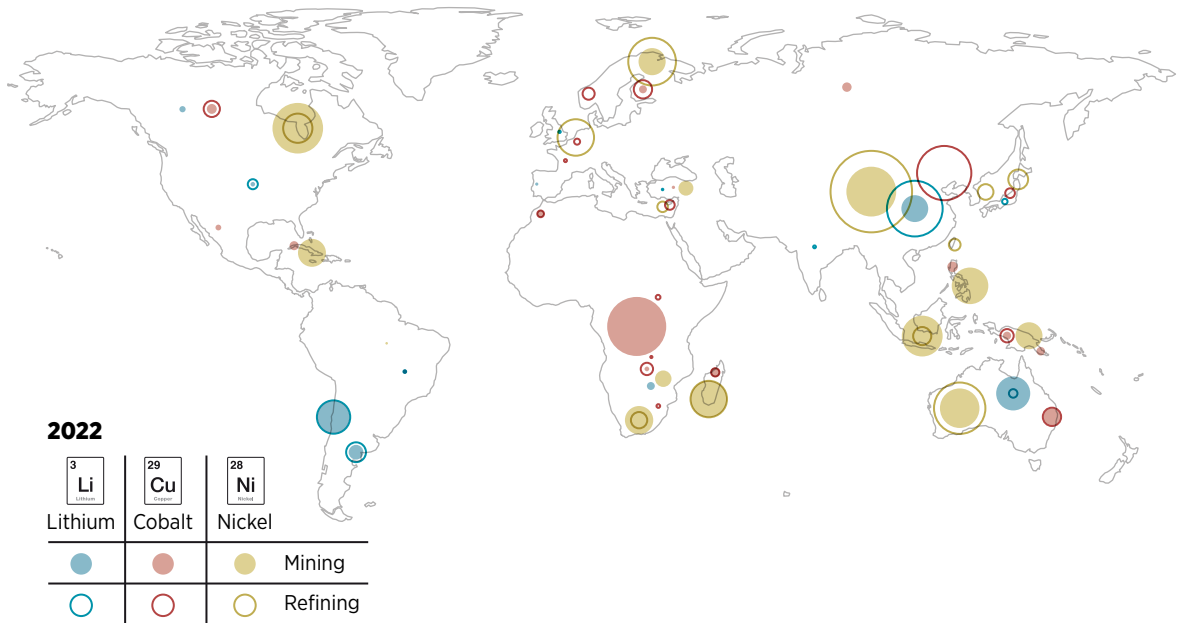 2022
3
Li
Lithium
29
Cu
Copper
28
Ni
Nickel
Lithium
Cobalt
Nickel
Mining
Refining